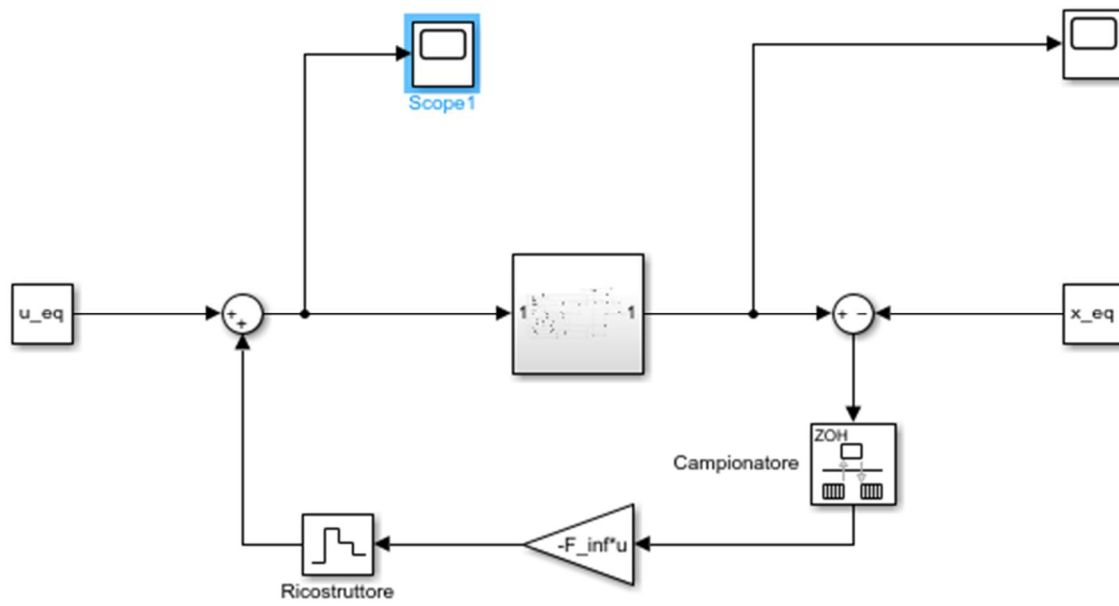 Scope1
u_eq
+
+
1
1
+ −
x_eq
ZOH
Campionatore
-F_inf*u
Ricostruttore